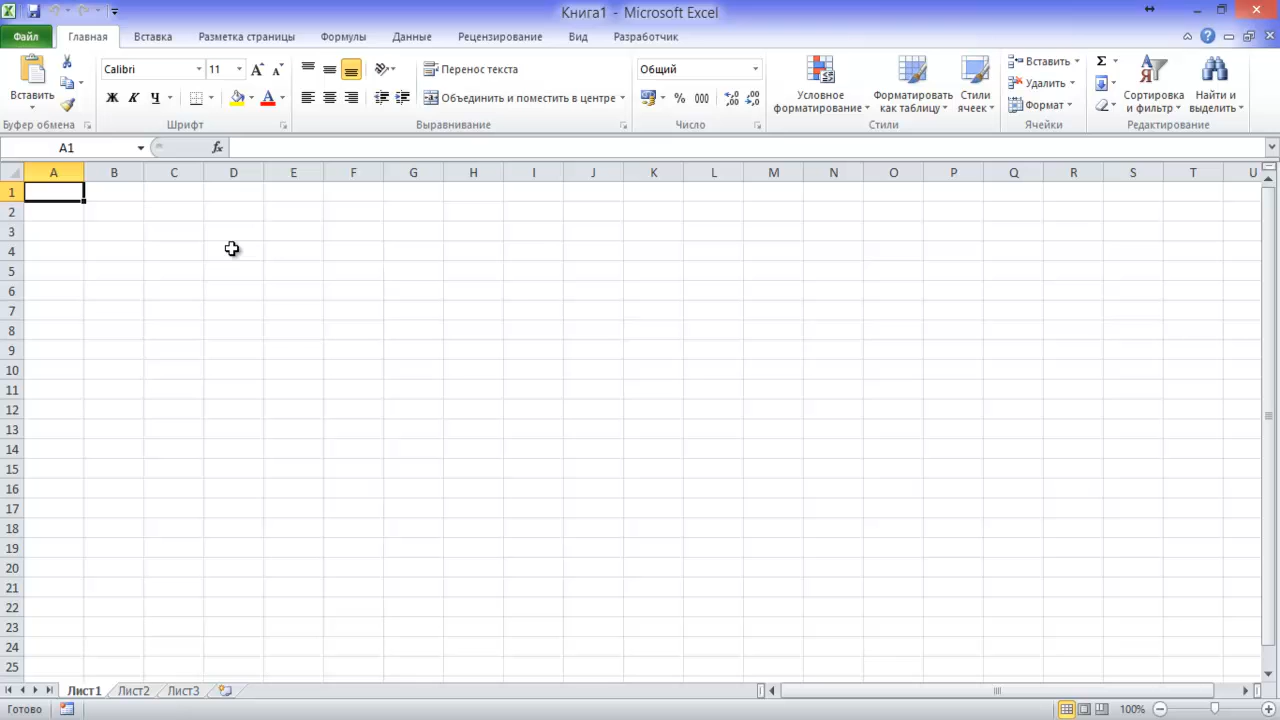 Книга1 - Microsoft Excel
Файл Главная Вставка Разметка страницы Формулы Данные Рецензирование Вид Разработчик
Вставить
Буфер обмена
Calibri 11
Ж К Ч А
Шрифт
Перенос текста
Объединить и поместить в центре
Выравнивание
Общий
% 000
Число
Условное форматирование
Форматировать как таблицу
Стили ячеек
Стили
Вставить
Удалить
Формат
Ячейки
Σ
Сортировка и фильтр
Найти и выделить
Редактирование
A1 fx
A B C D E F G H I J K L M N O P Q R S T U
1
2
3
4
5
6
7
8
9
10
11
12
13
14
15
16
17
18
19
20
21
22
23
24
25
Лист1 Лист2 Лист3
Готово 100%